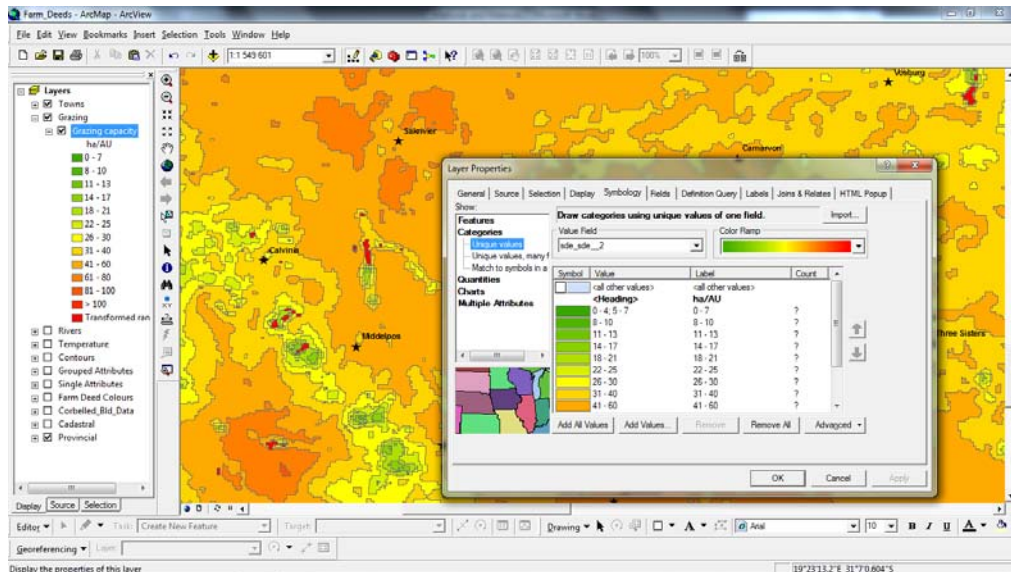 Farm_Deeds - ArcMap - ArcView
File Edit View Bookmarks Insert Selection Tools Window Help
1:1 549 601
100%
Layers
Towns
Grazing
Grazing capacity
ha/AU
0 - 7
8 - 10
11 - 13
14 - 17
18 - 21
22 - 25
26 - 30
31 - 40
41 - 60
61 - 80
81 - 100
> 100
Transformed ran
Rivers
Temperature
Contours
Grouped Attributes
Single Attributes
Farm Deed Colours
Corbelled_Bld_Data
Cadastral
Provincial
Display Source Selection
Vosburg
Carnarvon
Calvinia
Middelpos
Three Sisters
Layer Properties
General Source Selection Display Symbology Fields Definition Query Labels Joins & Relates HTML Popup
Show:
Features
Categories
Unique values
Unique values, many f
Match to symbols in a
Quantities
Charts
Multiple Attributes
Draw categories using unique values of one field.
Import...
Value Field
Color Ramp
sde_sde__2
Symbol Value Label Count
<all other values> <all other values>
<Heading> ha/AU
0 - 4; 5 - 7 0 - 7 ?
8 - 10 8 - 10 ?
11 - 13 11 - 13 ?
14 - 17 14 - 17 ?
18 - 21 18 - 21 ?
22 - 25 22 - 25 ?
26 - 30 26 - 30 ?
31 - 40 31 - 40 ?
41 - 60 41 - 60 ?
Add All Values Add Values... Remove Remove All Advanced
OK Cancel Apply
Editor Task: Create New Feature Target: Drawing A Arial 10 B I U A
Georeferencing Layer:
Display the properties of this layer
19°23'13.2"E 31°7'0.604"S